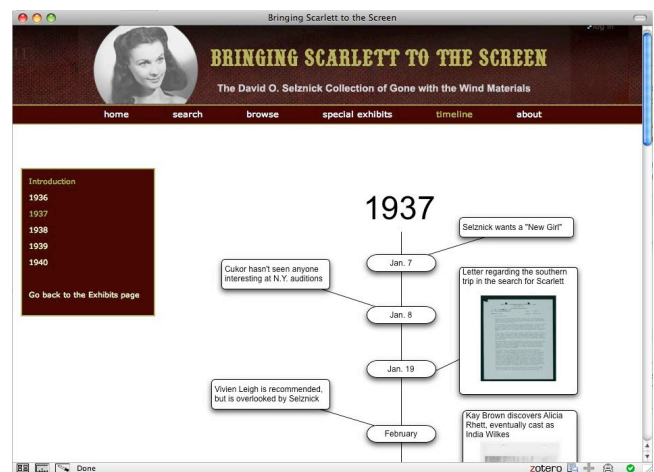 Bringing Scarlett to the Screen
log in
BRINGING SCARLETT TO THE SCREEN
The David O. Selznick Collection of Gone with the Wind Materials
home search browse special exhibits timeline about
Introduction
1936
1937
1938
1939
1940
Go back to the Exhibits page
1937
Selznick wants a "New Girl"
Jan. 7
Cukor hasn't seen anyone
interesting at N.Y. auditions
Jan. 8
Letter regarding the southern
trip in the search for Scarlett
Jan. 19
Vivien Leigh is recommended,
but is overlooked by Selznick
February
Kay Brown discovers Alicia
Rhett, eventually cast as
India Wilkes
Done
zotero